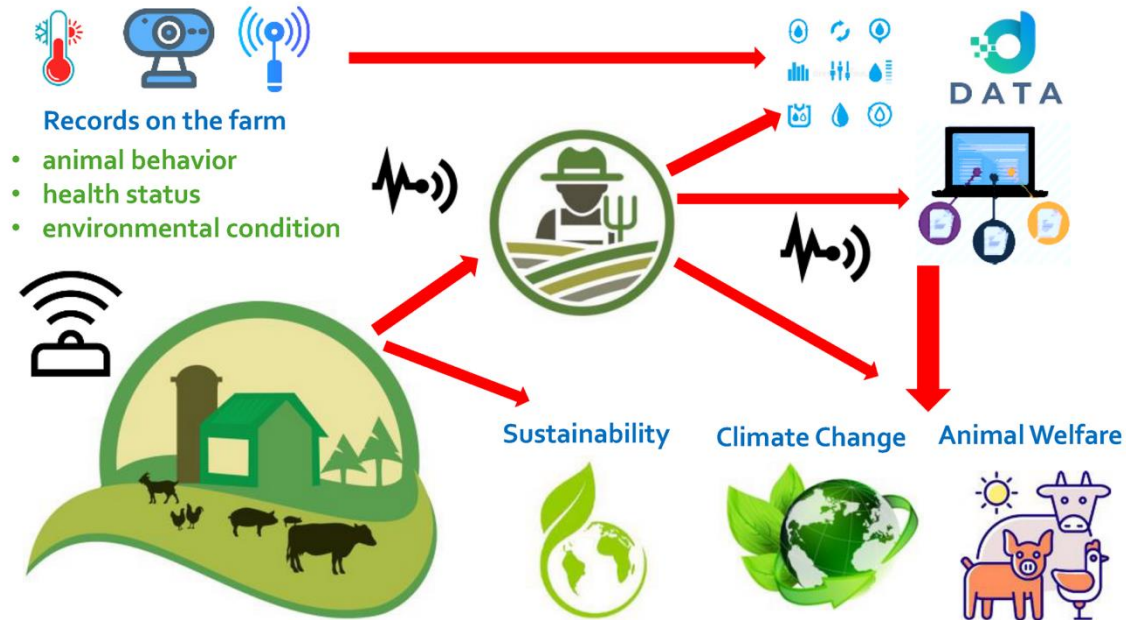 DATA
Records on the farm
• animal behavior
• health status
• environmental condition
Sustainability
Climate Change
Animal Welfare